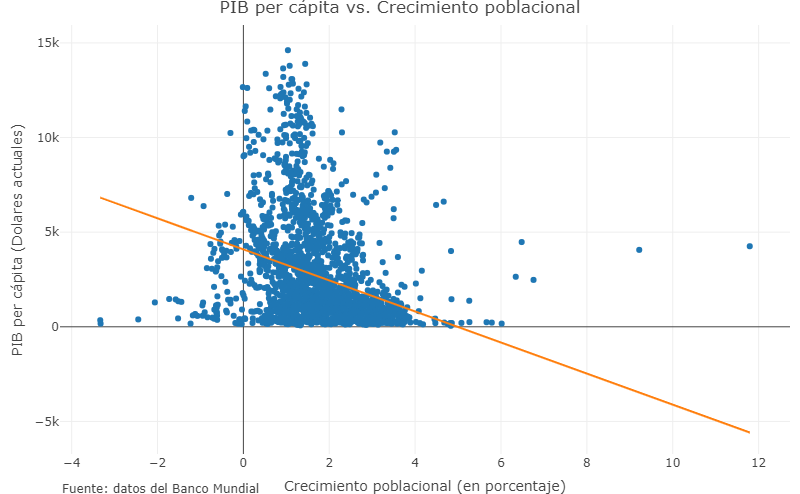 PIB per cápita vs. Crecimiento poblacional
PIB per cápita (Dolares actuales)
15k
10k
5k
0
−5k
−4
−2
0
2
4
6
8
10
12
Crecimiento poblacional (en porcentaje)
Fuente: datos del Banco Mundial